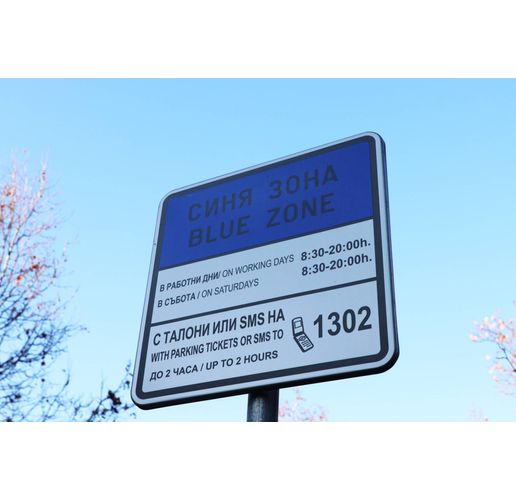 СИНЯ ЗОНА
BLUE ZONE
В РАБОТНИ ДНИ/ ON WORKING DAYS 8:30-20:00h.
В СЪБОТА / ON SATURDAYS 8:30-20:00h.
С ТАЛОНИ ИЛИ SMS НА
WITH PARKING TICKETS OR SMS TO 1302
ДО 2 ЧАСА / UP TO 2 HOURS